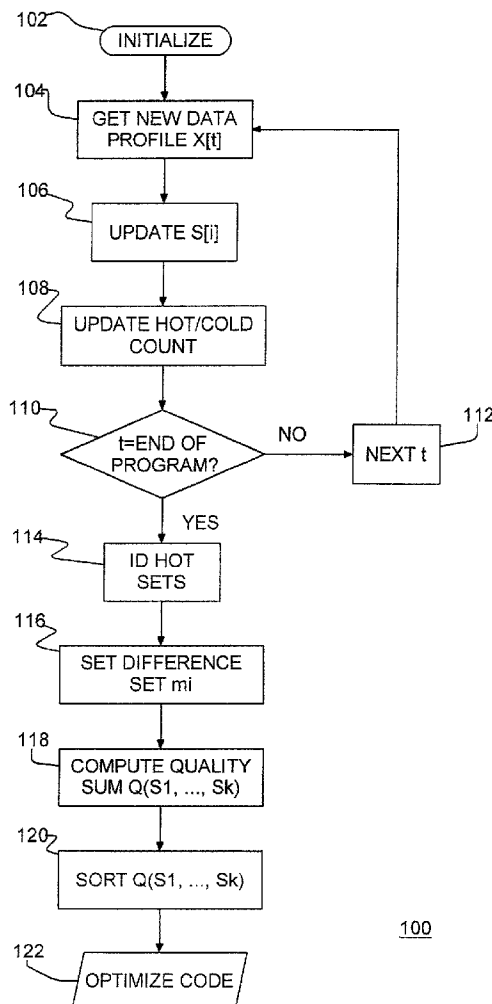 102
INITIALIZE
104
GET NEW DATA
PROFILE X[t]
106
UPDATE S[i]
108
UPDATE HOT/COLD
COUNT
110
t=END OF
PROGRAM?
NO
112
NEXT t
YES
114
ID HOT
SETS
116
SET DIFFERENCE
SET mi
118
COMPUTE QUALITY
SUM Q(S1, ..., Sk)
120
SORT Q(S1, ..., Sk)
100
122
OPTIMIZE CODE